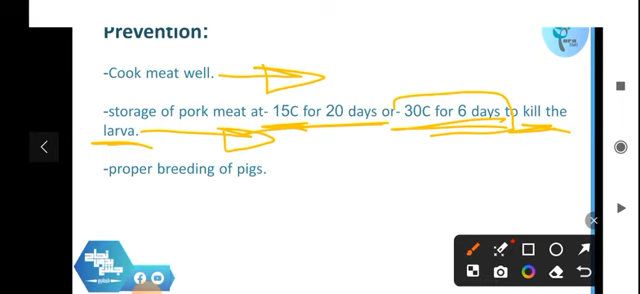 Prevention:
-Cook meat well.
-storage of pork meat at- 15C for 20 days or- 30C for 6 days to kill the
larva.
-proper breeding of pigs.